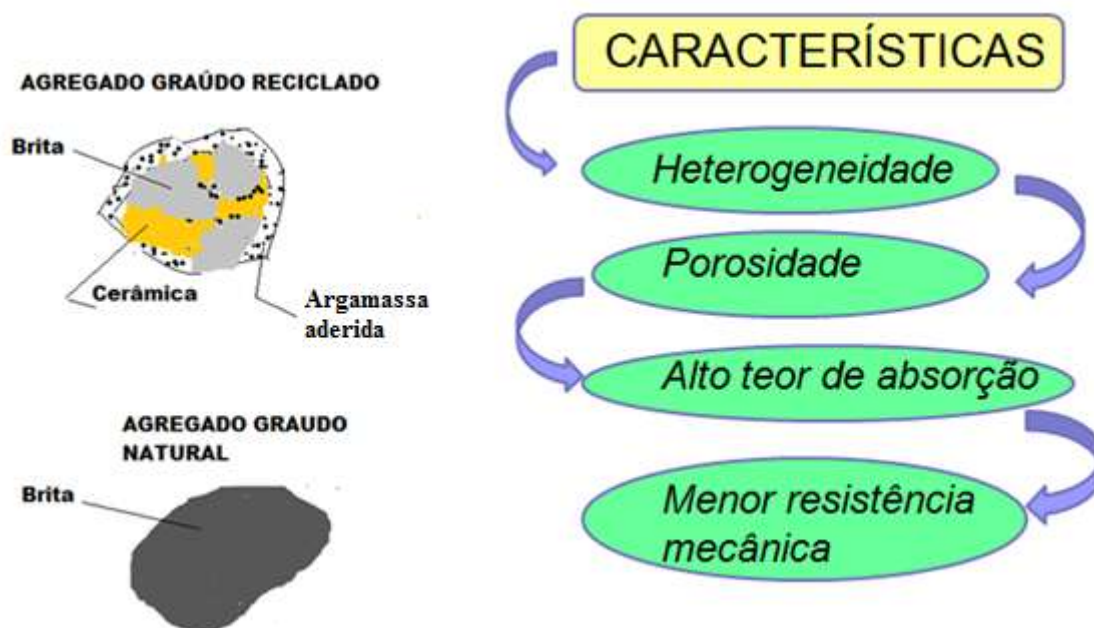 AGREGADO GRAÚDO RECICLADO
Brita
Cerâmica
Argamassa
aderida
AGREGADO GRAUDO
NATURAL
Brita
CARACTERÍSTICAS
Heterogeneidade
Porosidade
Alto teor de absorção
Menor resistência
mecânica